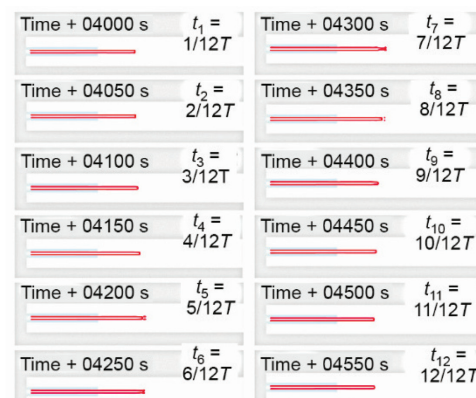 Time + 04000 s
t₁ =
1/12T
Time + 04050 s
t₂ =
2/12T
Time + 04100 s
t₃ =
3/12T
Time + 04150 s
t₄ =
4/12T
Time + 04200 s
t₅
5/12T
Time + 04250 s
t₆
6/12T
Time + 04300 s
t₇
7/12T
Time + 04350 s
t₈ =
8/12T
Time + 04400 s
t₉ =
9/12T
Time + 04450 s
t₁₀ =
10/12T
Time + 04500 s
t₁₁ =
11/12T
Time + 04550 s
t₁₂ =
12/12T